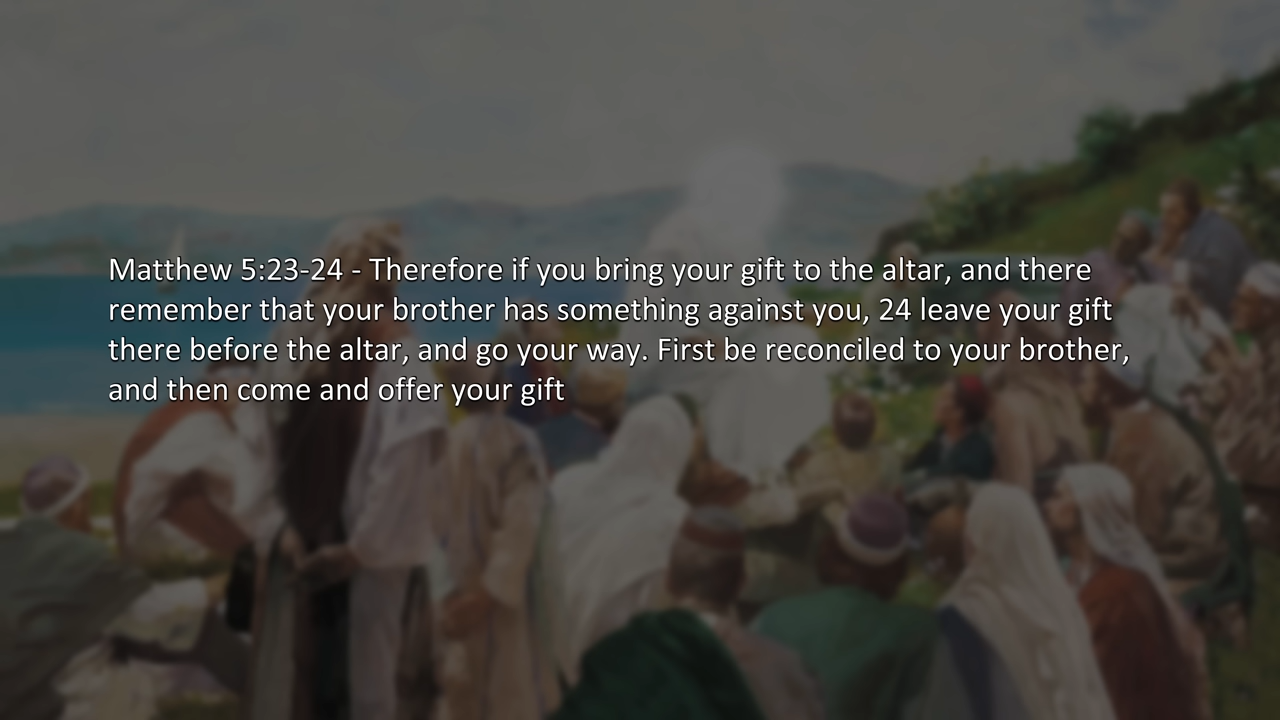 Matthew 5:23-24 - Therefore if you bring your gift to the altar, and there
remember that your brother has something against you, 24 leave your gift
there before the altar, and go your way. First be reconciled to your brother,
and then come and offer your gift